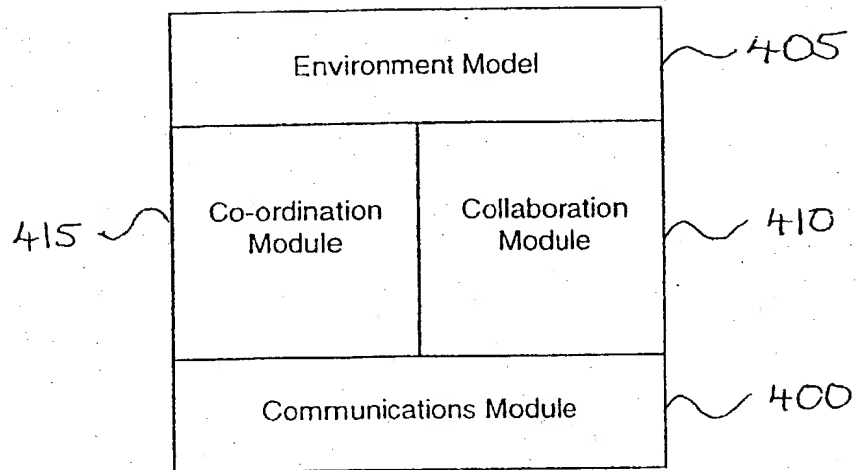 Environment Model
405
Co-ordination
Module
Collaboration
Module
415
410
Communications Module
400